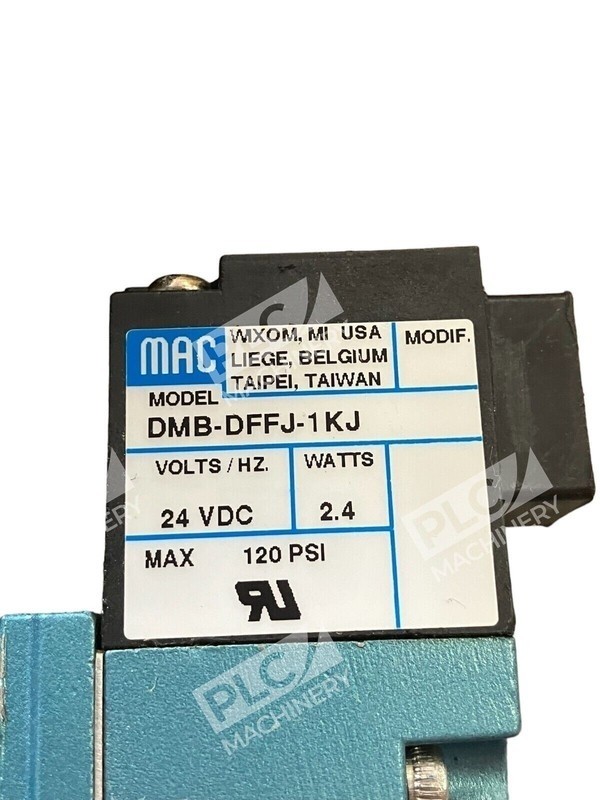 MAC
WIXOM, MI USA
LIEGE, BELGIUM
TAIPEI, TAIWAN
MODIF.
MODEL
DMB-DFFJ-1KJ
VOLTS/HZ.
WATTS
24 VDC
2.4
MAX 120 PSI
PLC
MACHINERY
PLC
MACHINERY
PLC
MACHINERY
MACHINERY